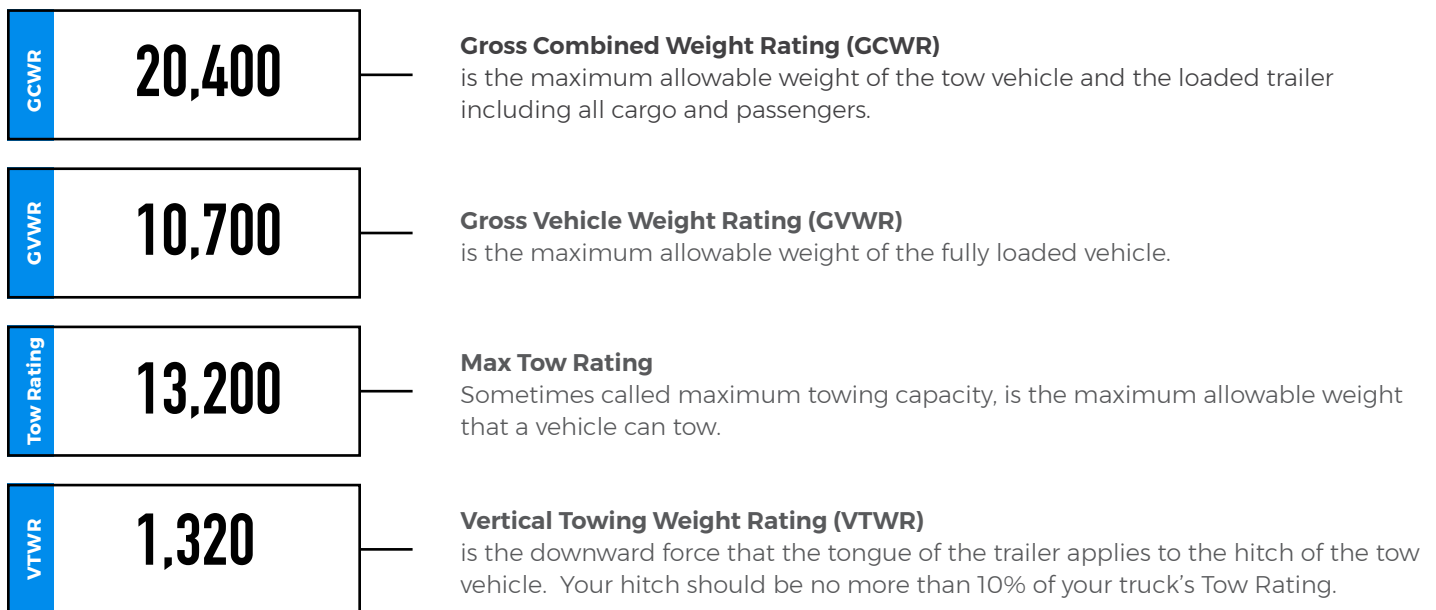 GCWR
20,400
Gross Combined Weight Rating (GCWR)
is the maximum allowable weight of the tow vehicle and the loaded trailer
including all cargo and passengers.
GVWR
10,700
Gross Vehicle Weight Rating (GVWR)
is the maximum allowable weight of the fully loaded vehicle.
Tow Rating
13,200
Max Tow Rating
Sometimes called maximum towing capacity, is the maximum allowable weight
that a vehicle can tow.
VTWR
1,320
Vertical Towing Weight Rating (VTWR)
is the downward force that the tongue of the trailer applies to the hitch of the tow
vehicle.  Your hitch should be no more than 10% of your truck's Tow Rating.